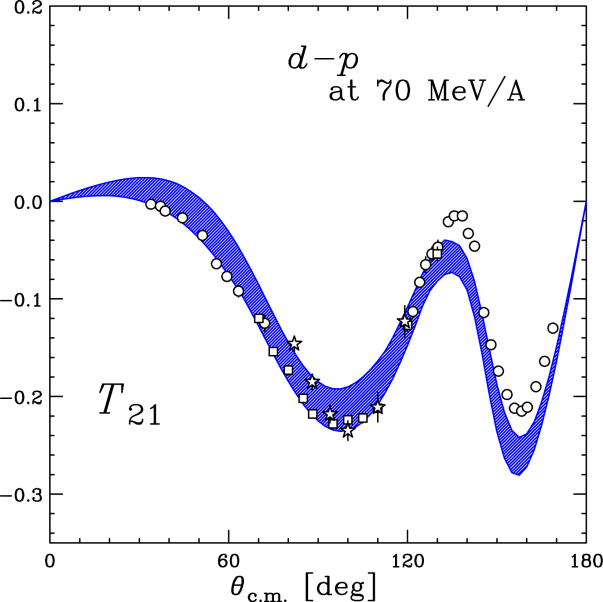 0.2
d-p
at 70 MeV/A
0.1
0.0
-0.1
-0.2
T21
-0.3
0 60 120 180
θc.m. [deg]